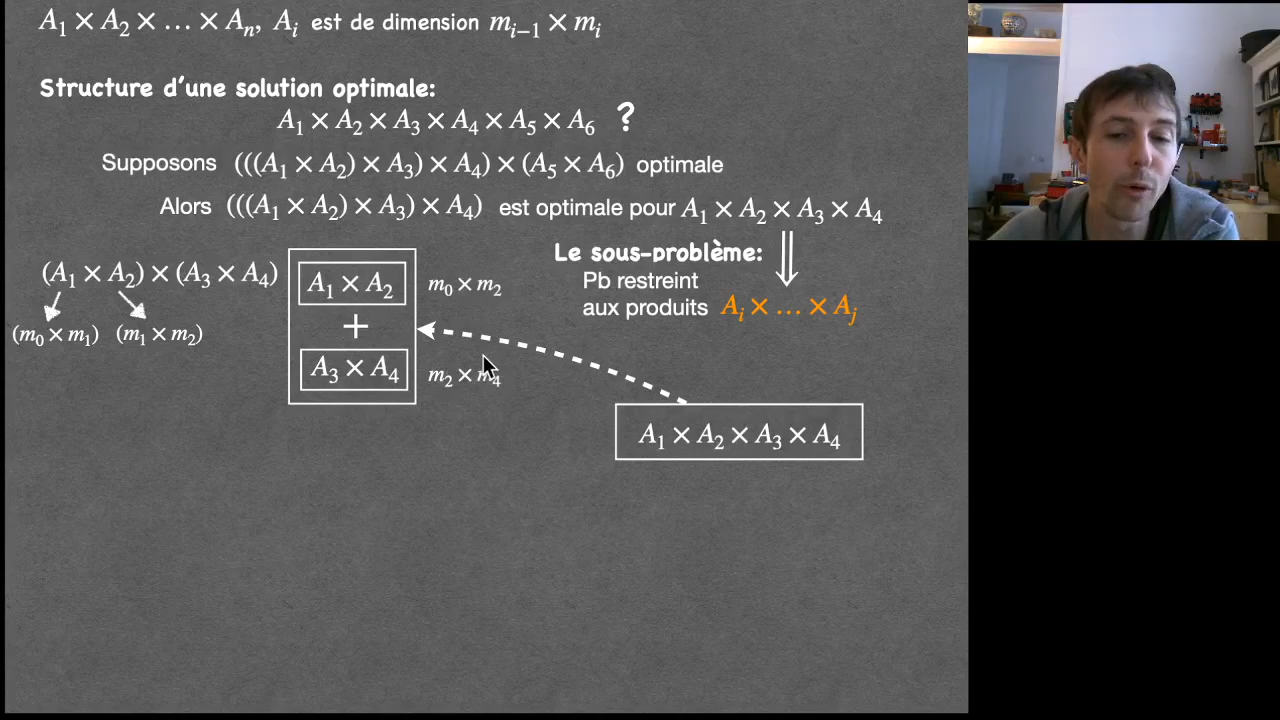 A₁ × A₂ × … × Aₙ, Aᵢ est de dimension mᵢ₋₁ × mᵢ
Structure d'une solution optimale:
A₁ × A₂ × A₃ × A₄ × A₅ × A₆ ?
Supposons (((A₁ × A₂) × A₃) × A₄) × (A₅ × A₆) optimale
Alors (((A₁ × A₂) × A₃) × A₄) est optimale pour A₁ × A₂ × A₃ × A₄
(A₁ × A₂) × (A₃ × A₄)
(m₀ × m₁) (m₁ × m₂)
A₁ × A₂ m₀ × m₂
+
A₃ × A₄ m₂ × m₄
Le sous-problème:
Pb restreint
aux produits Aᵢ × … × Aⱼ
A₁ × A₂ × A₃ × A₄